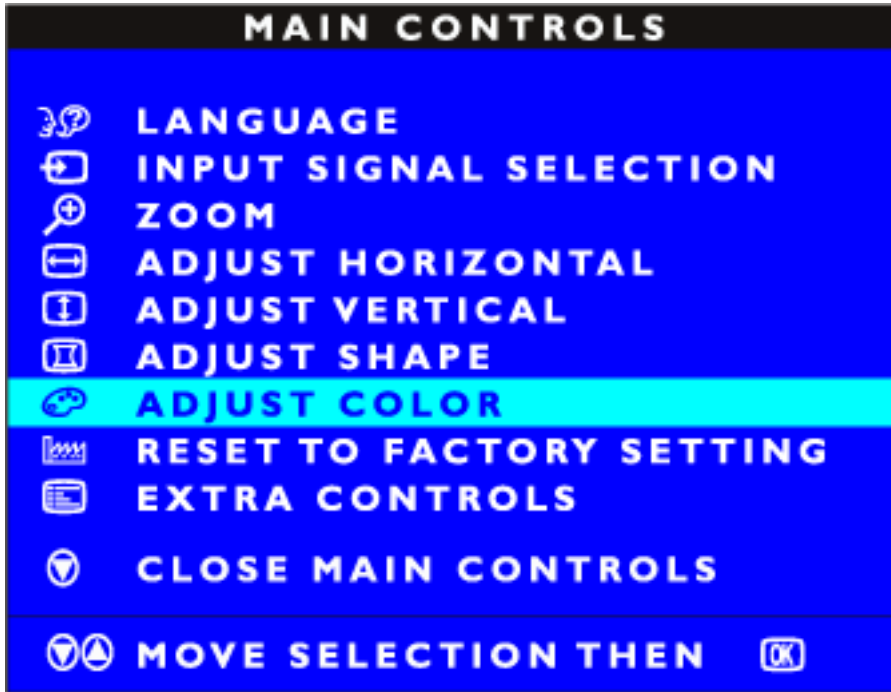 MAIN CONTROLS
LANGUAGE
INPUT SIGNAL SELECTION
ZOOM
ADJUST HORIZONTAL
ADJUST VERTICAL
ADJUST SHAPE
ADJUST COLOR
RESET TO FACTORY SETTING
EXTRA CONTROLS
CLOSE MAIN CONTROLS
MOVE SELECTION THEN OK